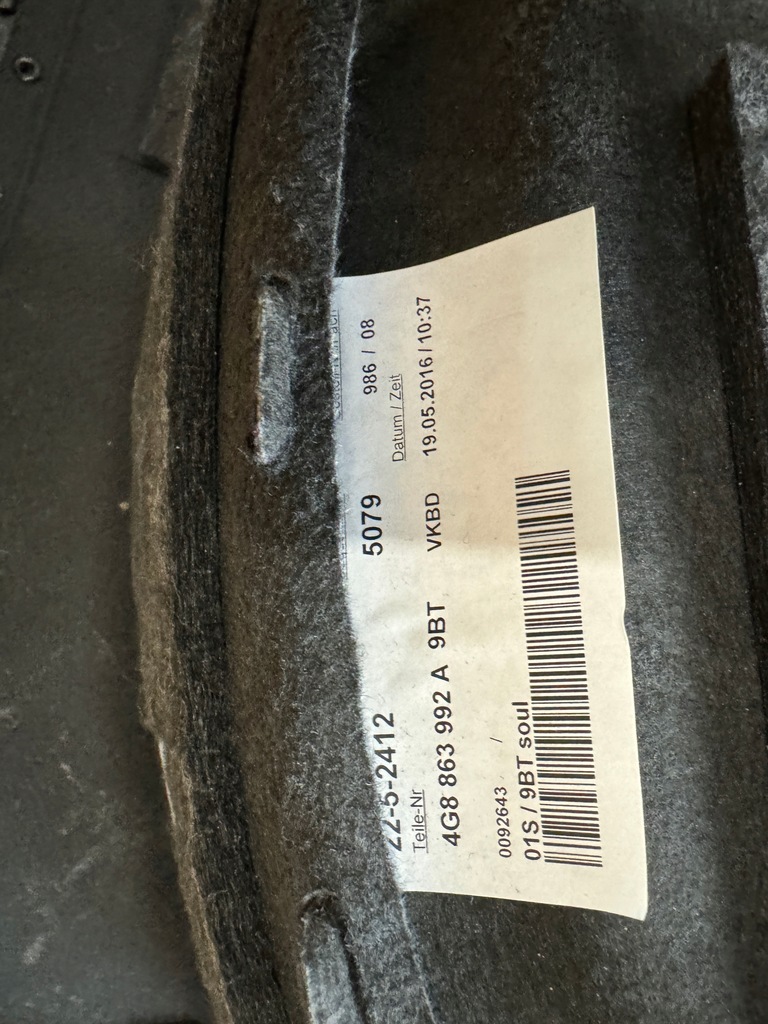 22-5-2412 5079 986 / 08
Teile-Nr Datum / Zeit
4G8 863 992 A 9BT VKBD 19.05.2016 / 10:37
0092643 /
01S / 9BT soul